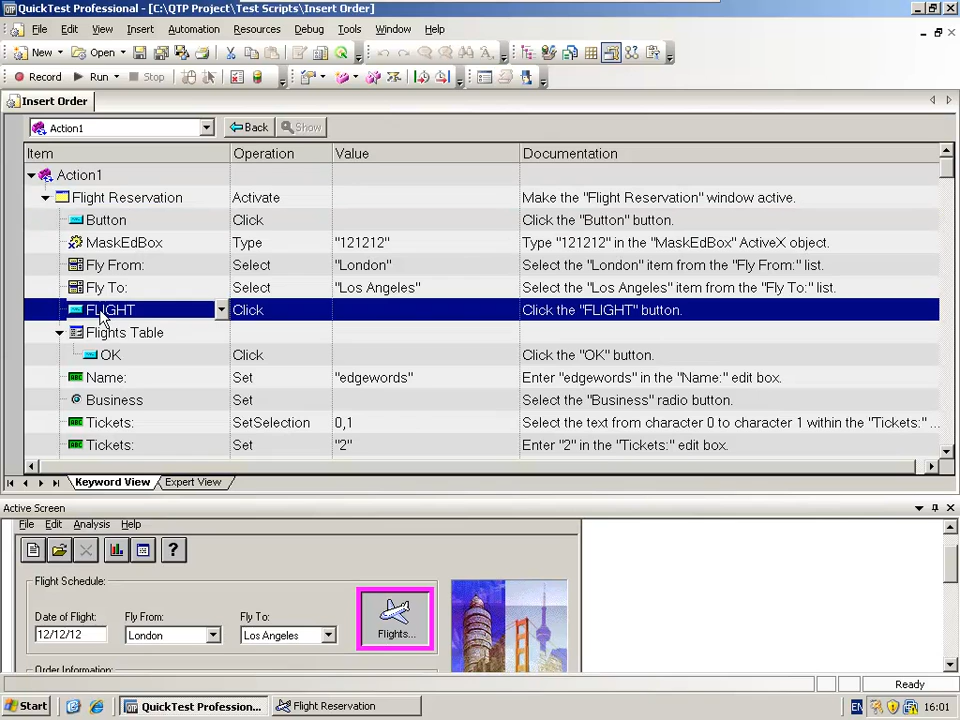 QuickTest Professional - [C:\QTP Project\Test Scripts\Insert Order]
File Edit View Insert Automation Resources Debug Tools Window Help
New Open
Record Run Stop
Insert Order
Action1 Back Show
Item Operation Value Documentation
Action1
Flight Reservation Activate Make the "Flight Reservation" window active.
Button Click Click the "Button" button.
MaskEdBox Type "121212" Type "121212" in the "MaskEdBox" ActiveX object.
Fly From: Select "London" Select the "London" item from the "Fly From:" list.
Fly To: Select "Los Angeles" Select the "Los Angeles" item from the "Fly To:" list.
FLIGHT Click Click the "FLIGHT" button.
Flights Table
OK Click Click the "OK" button.
Name: Set "edgewords" Enter "edgewords" in the "Name:" edit box.
Business Set Select the "Business" radio button.
Tickets: SetSelection 0,1 Select the text from character 0 to character 1 within the "Tickets:" ...
Tickets: Set "2" Enter "2" in the "Tickets:" edit box.
Keyword View Expert View
Active Screen
File Edit Analysis Help
Flight Schedule:
Date of Flight: Fly From: Fly To:
12/12/12 London Los Angeles Flights...
Order Information:
Ready
Start QuickTest Profession... Flight Reservation EN 16:01